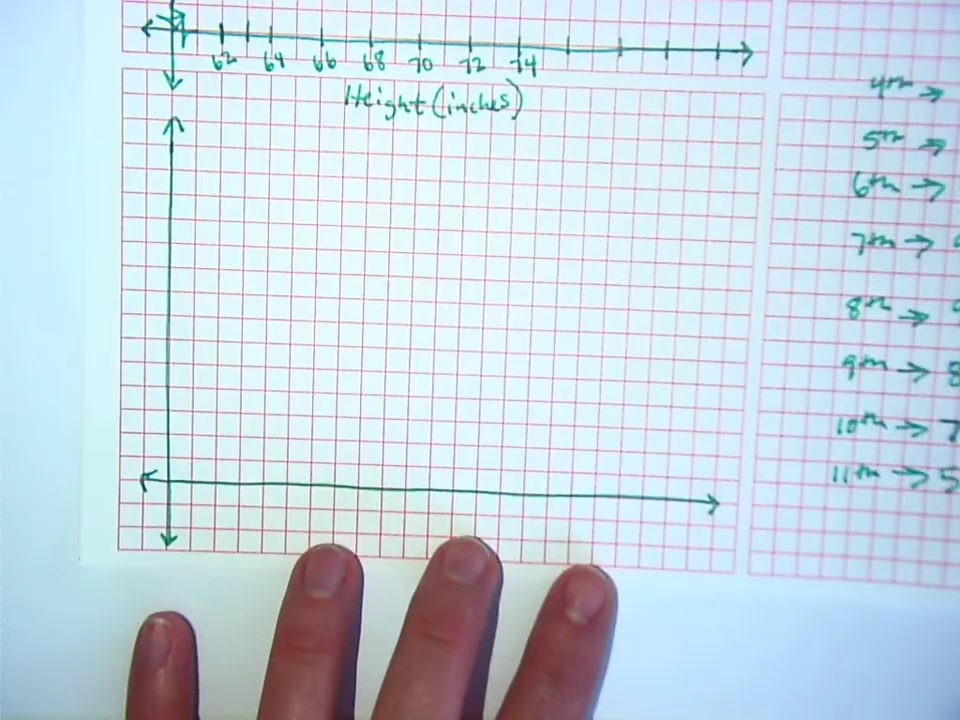 62 64 66 68 70 72 74
Height (inches)
4th →
5th →
6th →
7th →
8th →
9th → 8
10th → 7
11th → 5